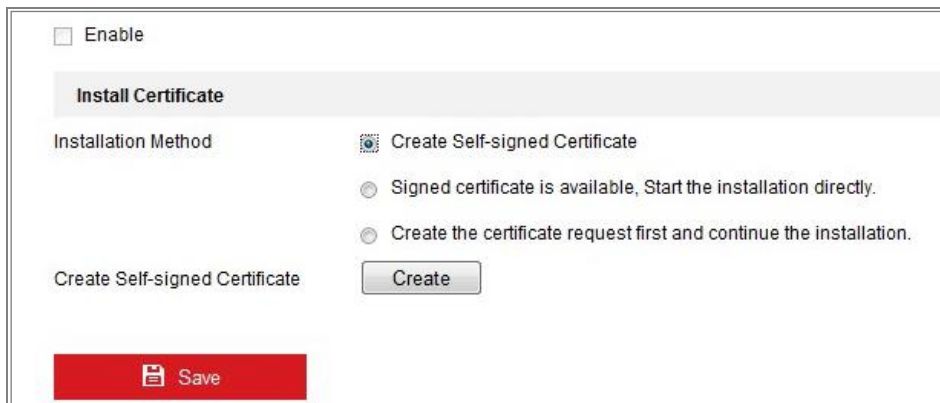 Enable
Install Certificate
Installation Method
Create Self-signed Certificate
Signed certificate is available, Start the installation directly.
Create the certificate request first and continue the installation.
Create Self-signed Certificate
Create
Save